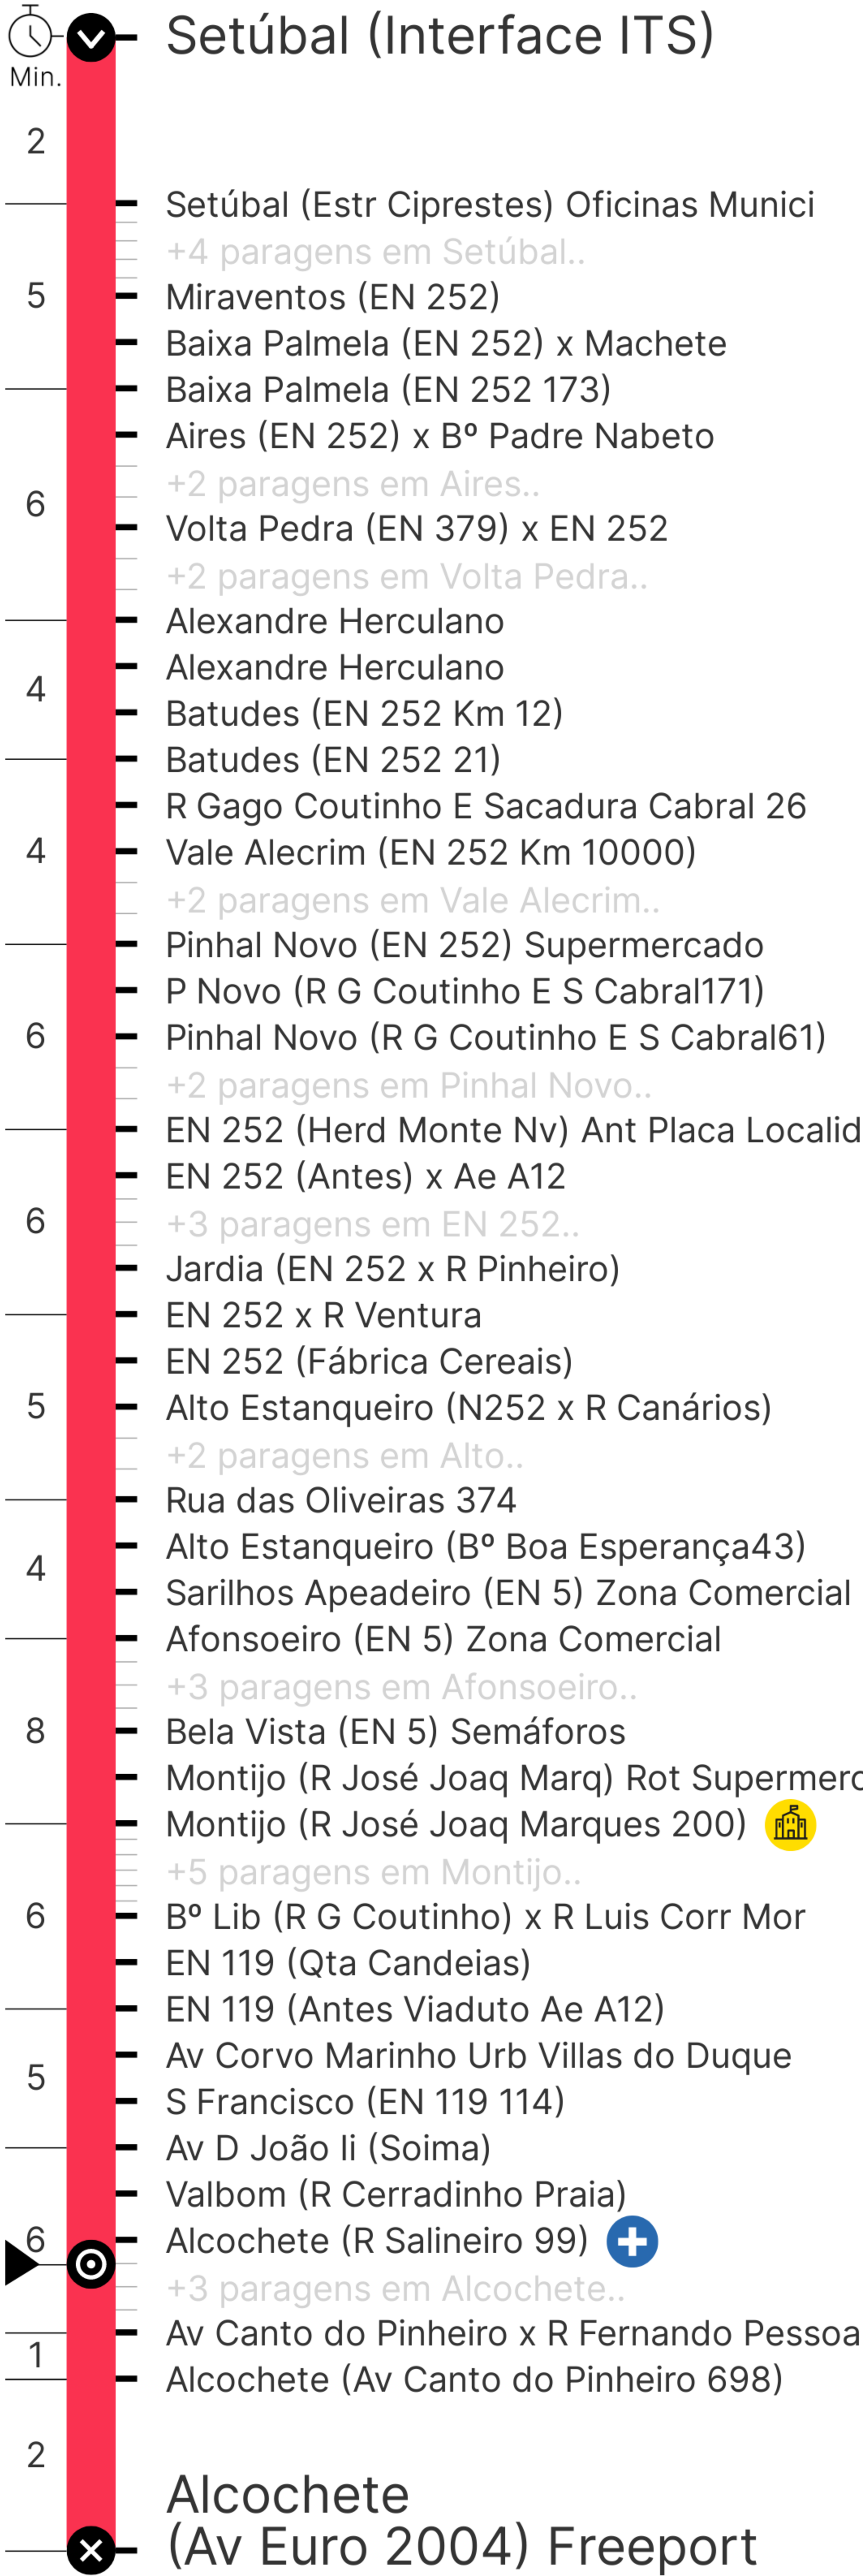 Setúbal (Interface ITS)
Min.
2
Setúbal (Estr Ciprestes) Oficinas Munici
+4 paragens em Setúbal..
5
Miraventos (EN 252)
Baixa Palmela (EN 252) x Machete
Baixa Palmela (EN 252 173)
Aires (EN 252) x Bº Padre Nabeto
+2 paragens em Aires..
6
Volta Pedra (EN 379) x EN 252
+2 paragens em Volta Pedra..
Alexandre Herculano
Alexandre Herculano
4
Batudes (EN 252 Km 12)
Batudes (EN 252 21)
R Gago Coutinho E Sacadura Cabral 26
4
Vale Alecrim (EN 252 Km 10000)
+2 paragens em Vale Alecrim..
Pinhal Novo (EN 252) Supermercado
P Novo (R G Coutinho E S Cabral171)
6
Pinhal Novo (R G Coutinho E S Cabral61)
+2 paragens em Pinhal Novo..
EN 252 (Herd Monte Nv) Ant Placa Localid
EN 252 (Antes) x Ae A12
6
+3 paragens em EN 252..
Jardia (EN 252 x R Pinheiro)
EN 252 x R Ventura
EN 252 (Fábrica Cereais)
5
Alto Estanqueiro (N252 x R Canários)
+2 paragens em Alto..
Rua das Oliveiras 374
Alto Estanqueiro (Bº Boa Esperança43)
4
Sarilhos Apeadeiro (EN 5) Zona Comercial
Afonsoeiro (EN 5) Zona Comercial
+3 paragens em Afonsoeiro..
8
Bela Vista (EN 5) Semáforos
Montijo (R José Joaq Marq) Rot Supermerc
Montijo (R José Joaq Marques 200)
+5 paragens em Montijo..
6
Bº Lib (R G Coutinho) x R Luis Corr Mor
EN 119 (Qta Candeias)
EN 119 (Antes Viaduto Ae A12)
Av Corvo Marinho Urb Villas do Duque
5
S Francisco (EN 119 114)
Av D João Ii (Soima)
Valbom (R Cerradinho Praia)
6
Alcochete (R Salineiro 99)
+3 paragens em Alcochete..
Av Canto do Pinheiro x R Fernando Pessoa
1
Alcochete (Av Canto do Pinheiro 698)
2
Alcochete
(Av Euro 2004) Freeport